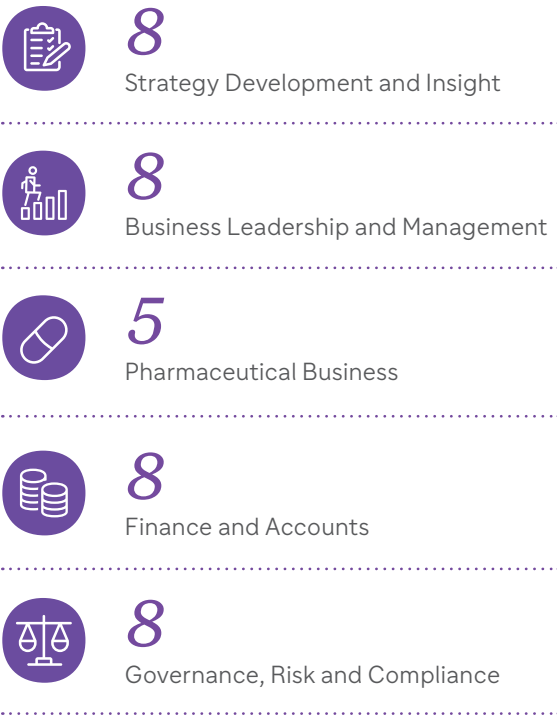 8
Strategy Development and Insight
8
Business Leadership and Management
5
Pharmaceutical Business
8
Finance and Accounts
8
Governance, Risk and Compliance